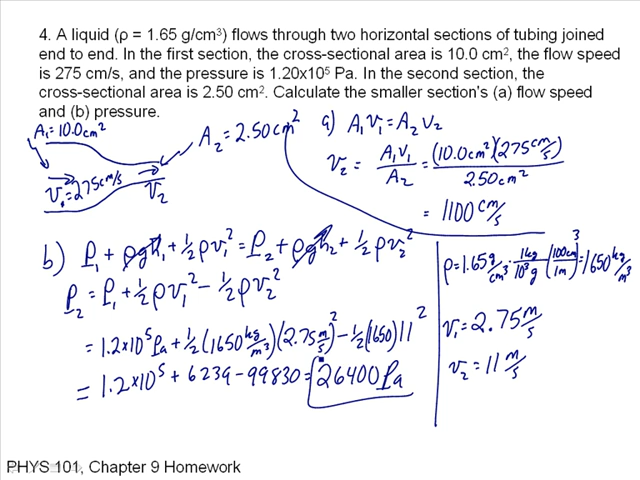 4. A liquid (ρ = 1.65 g/cm³) flows through two horizontal sections of tubing joined
end to end. In the first section, the cross-sectional area is 10.0 cm², the flow speed
is 275 cm/s, and the pressure is 1.20x10⁵ Pa. In the second section, the
cross-sectional area is 2.50 cm². Calculate the smaller section's (a) flow speed
and (b) pressure.
A₁=10.0cm²
A₂=2.50cm²
V₁=275cm/s
V₂
a) A₁V₁=A₂V₂
V₂ = A₁V₁/A₂ = (10.0cm²)(275cm/s)/2.50cm²
= 1100 cm/s
b) P₁+ρgh₁+½ρv₁²=P₂+ρgh₂+½ρv₂²
P₂=P₁+½ρv₁²-½ρv₂²
=1.2x10⁵Pa+½(1650kg/m³)(2.75m/s)²-½(1650)11²
=1.2x10⁵+6239-99830=26400Pa
ρ=1.65g/cm³·1kg/10³g(100cm/1m)³=1650kg/m³
V₁=2.75m/s
V₂=11m/s
PHYS 101, Chapter 9 Homework